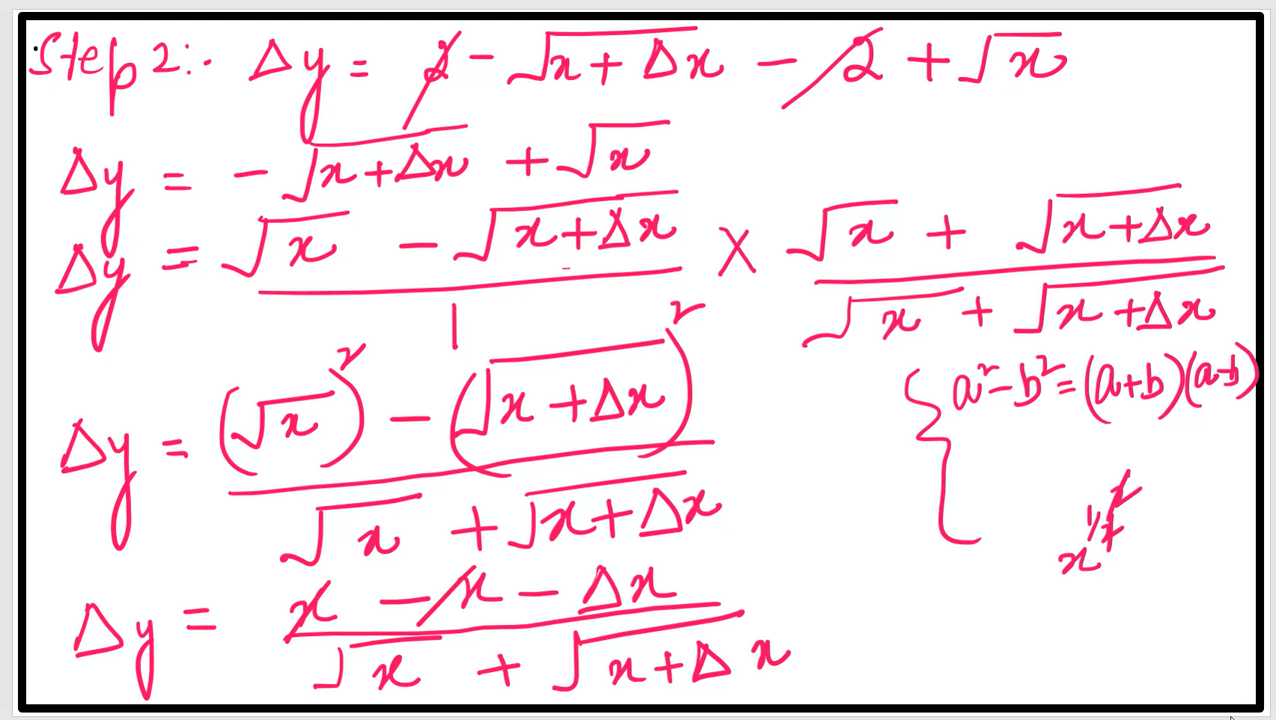 Step 2:- Δy = 2 - √(x + Δx) - 2 + √x
Δy = - √(x+Δx) + √x
Δy = (√x - √(x+Δx)) / 1 × (√x + √(x+Δx)) / (√x + √(x+Δx))
Δy = ((√x)² - (√(x+Δx))²) / (√x + √(x+Δx))
{ a² - b² = (a+b)(a-b)
Δy = (x - x - Δx) / (√x + √(x+Δx))